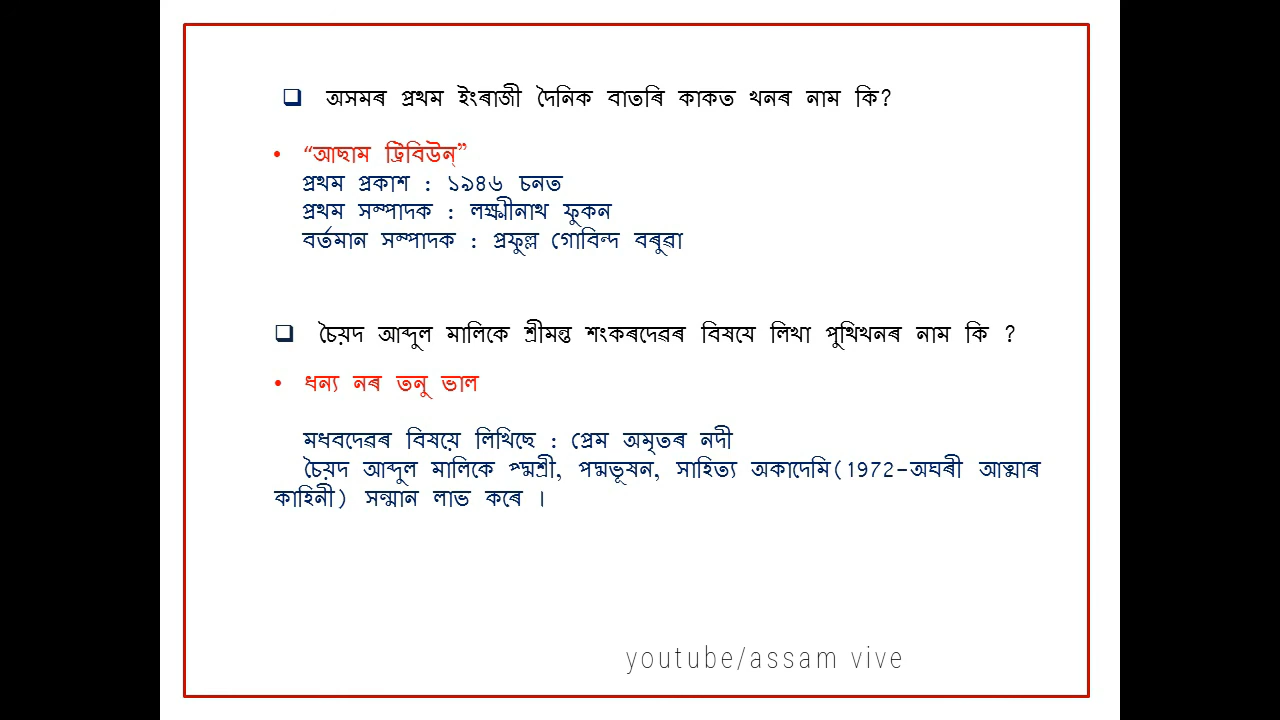 ❑ অসমৰ প্ৰথম ইংৰাজী দৈনিক বাতৰি কাকত খনৰ নাম কি?
• “আছাম ট্ৰিবিউন্”
প্ৰথম প্ৰকাশ : ১৯৪৬ চনত
প্ৰথম সম্পাদক : লক্ষ্মীনাথ ফুকন
বৰ্তমান সম্পাদক : প্ৰফুল্ল গোবিন্দ বৰুৱা
❑ চৈয়দ আব্দুল মালিকে শ্ৰীমন্ত শংকৰদেৱৰ বিষযে লিখা পুথিখনৰ নাম কি ?
• ধন্য নৰ তনু ভাল
মধবদেৱৰ বিষয়ে লিখিছে : প্ৰেম অমৃতৰ নদী
চৈয়দ আব্দুল মালিকে পদ্মশ্ৰী, পদ্মভূষন, সাহিত্য অকাদেমি(1972-অঘৰী আত্মাৰ
কাহিনী) সন্মান লাভ কৰে ।
youtube/assam vive